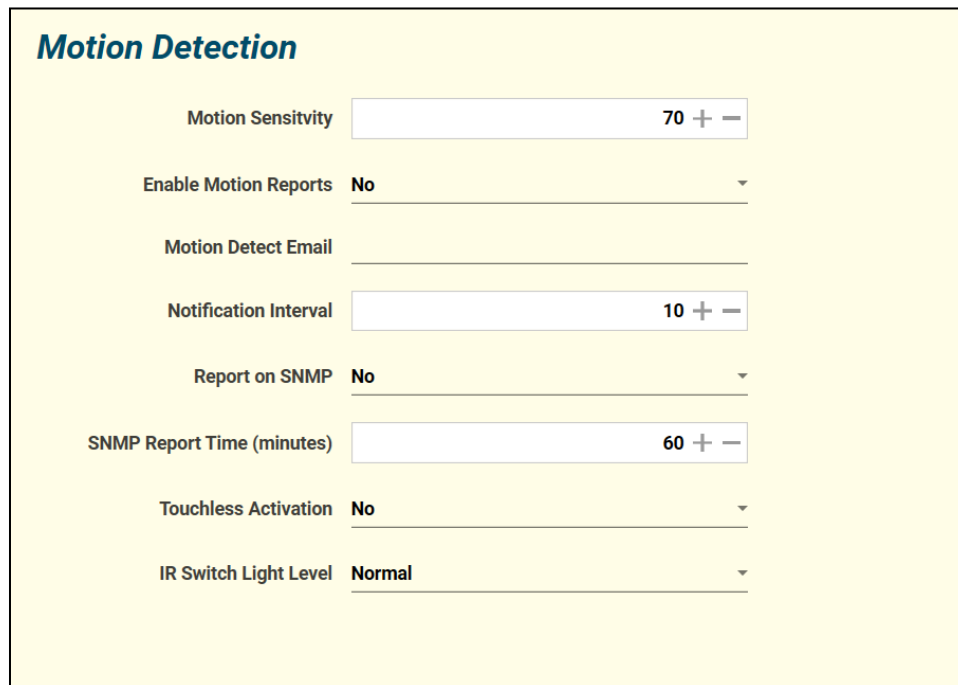 Motion Detection
Motion Sensitvity 70
Enable Motion Reports No
Motion Detect Email
Notification Interval 10
Report on SNMP No
SNMP Report Time (minutes) 60
Touchless Activation No
IR Switch Light Level Normal